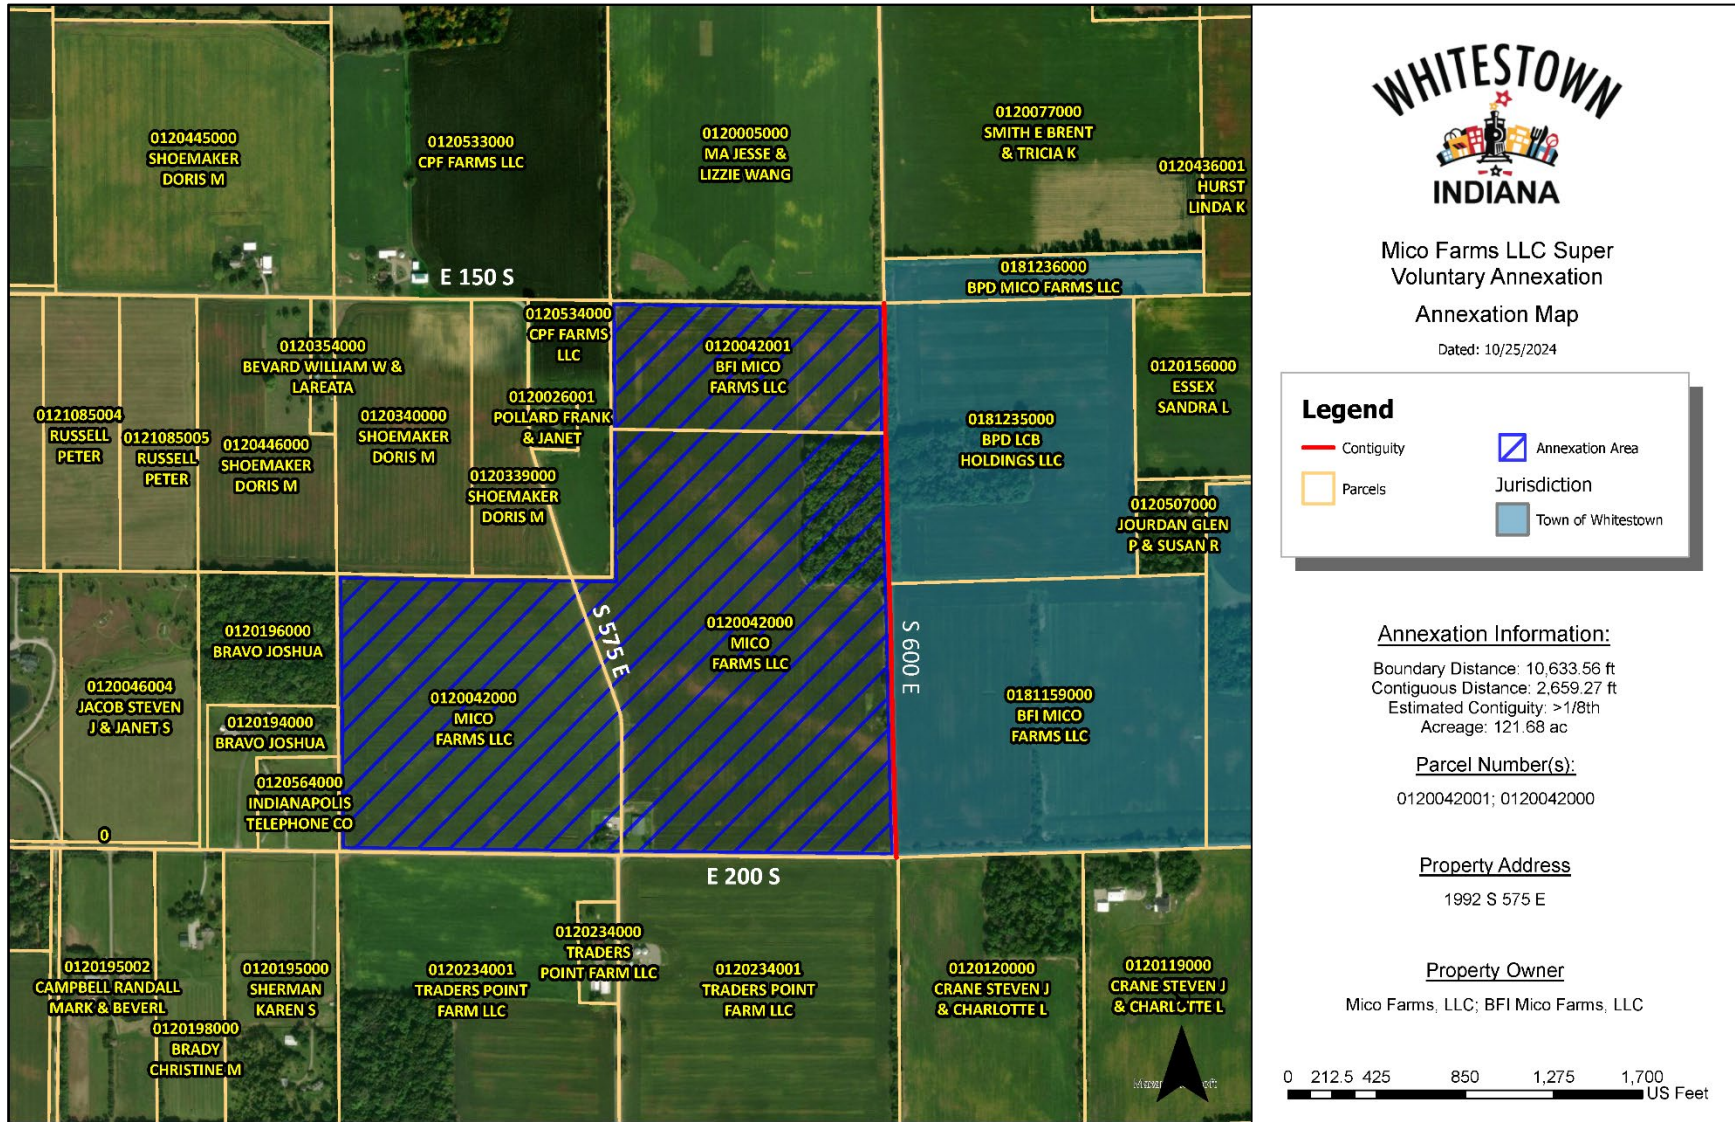 0120445000
SHOEMAKER
DORIS M
0120533000
CPF FARMS LLC
0120005000
MA JESSE &
LIZZIE WANG
0120077000
SMITH E BRENT
& TRICIA K
0120436001
HURST
LINDA K
0181236000
BPD MICO FARMS LLC
E 150 S
0120534000
CPF FARMS
LLC
0120042001
BFI MICO
FARMS LLC
0120354000
BEVARD WILLIAM W &
LAREATA
0120156000
ESSEX
SANDRA L
0121085004
RUSSELL
PETER
0121085005
RUSSELL
PETER
0120446000
SHOEMAKER
DORIS M
0120340000
SHOEMAKER
DORIS M
0120026001
POLLARD FRANK
& JANET
0181235000
BPD LCB
HOLDINGS LLC
0120339000
SHOEMAKER
DORIS M
0120507000
JOURDAN GLEN
P & SUSAN R
0120196000
BRAVO JOSHUA
S 575 E
0120042000
MICO
FARMS LLC
S 600 E
0120046004
JACOB STEVEN
J & JANET S
0120194000
BRAVO JOSHUA
0120042000
MICO
FARMS LLC
0181159000
BFI MICO
FARMS LLC
0120564000
INDIANAPOLIS
TELEPHONE CO
0
E 200 S
0120195002
CAMPBELL RANDALL
MARK & BEVERL
0120195000
SHERMAN
KAREN S
0120198000
BRADY
CHRISTINE M
0120234001
TRADERS POINT
FARM LLC
0120234000
TRADERS
POINT FARM LLC
0120234001
TRADERS POINT
FARM LLC
0120120000
CRANE STEVEN J
& CHARLOTTE L
0120119000
CRANE STEVEN J
& CHARLOTTE L
WHITESTOWN
INDIANA
Mico Farms LLC Super
Voluntary Annexation
Annexation Map
Dated: 10/25/2024
Legend
Contiguity
Parcels
Annexation Area
Jurisdiction
Town of Whitestown
Annexation Information:
Boundary Distance: 10,633.56 ft
Contiguous Distance: 2,659.27 ft
Estimated Contiguity: >1/8th
Acreage: 121.68 ac
Parcel Number(s):
0120042001; 0120042000
Property Address
1992 S 575 E
Property Owner
Mico Farms, LLC; BFI Mico Farms, LLC
0 212.5 425 850 1,275 1,700
US Feet